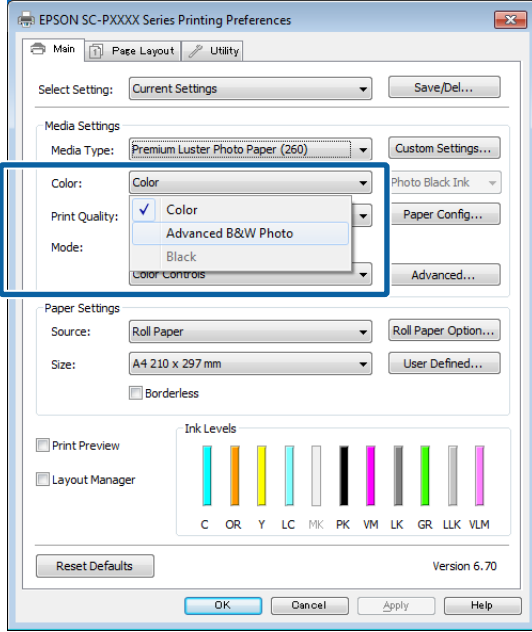 EPSON SC-PXXXX Series Printing Preferences
Main Page Layout Utility
Select Setting: Current Settings Save/Del...
Media Settings
Media Type: Premium Luster Photo Paper (260) Custom Settings...
Color: Color Photo Black Ink
Print Quality: Color Paper Config...
Advanced B&W Photo
Mode: Black
Color Controls Advanced...
Paper Settings
Source: Roll Paper Roll Paper Option...
Size: A4 210 x 297 mm User Defined...
Borderless
Print Preview
Layout Manager
Ink Levels
C OR Y LC MK PK VM LK GR LLK VLM
Reset Defaults Version 6.70
OK Cancel Apply Help